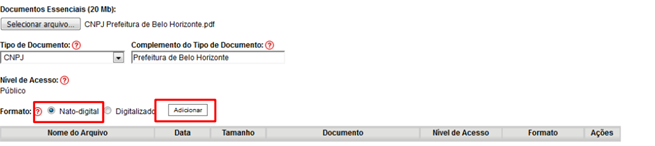 Documentos Essenciais (20 Mb):
Selecionar arquivo... CNPJ Prefeitura de Belo Horizonte.pdf
Tipo de Documento: ? Complemento do Tipo de Documento: ?
CNPJ Prefeitura de Belo Horizonte
Nível de Acesso: ?
Público
Formato: ? Nato-digital Digitalizado Adicionar
Nome do Arquivo Data Tamanho Documento Nível de Acesso Formato Ações